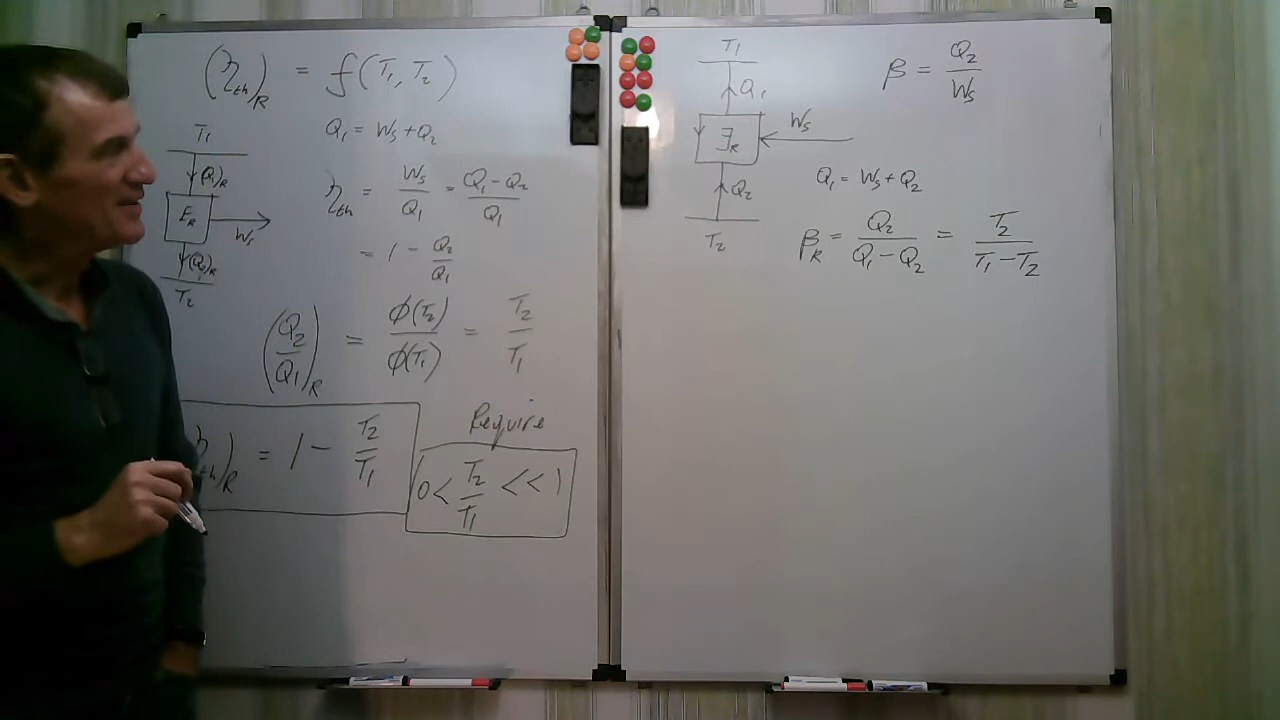 (η_th)_R = f(T₁, T₂)
T₁
Q₁ = W_S + Q₂
(Q₁)_R
η_th = W_S/Q₁ = (Q₁ − Q₂)/Q₁
E_R
W_S
= 1 − Q₂/Q₁
(Q₂)_R
T₂
(Q₂/Q₁)_R = ϕ(T₂)/ϕ(T₁) = T₂/T₁
Require
η_th)_R = 1 − T₂/T₁
0 < T₂/T₁ << 1
T₁
Q₁
β = Q₂/W_S
W_S
∃_R
Q₂
Q₁ = W_S + Q₂
T₂
β_R = Q₂/(Q₁ − Q₂) = T₂/(T₁ − T₂)